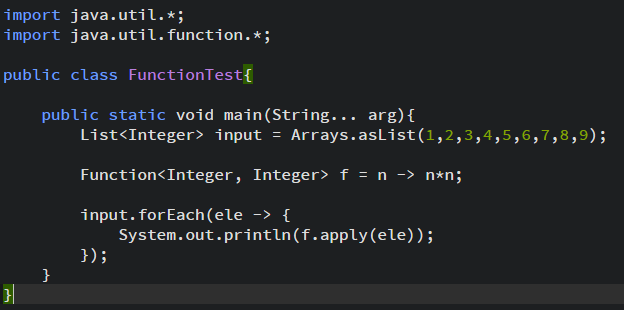 import java.util.*;
import java.util.function.*;
public class FunctionTest{
public static void main(String... arg){
List<Integer> input = Arrays.asList(1,2,3,4,5,6,7,8,9);
Function<Integer, Integer> f = n -> n*n;
input.forEach(ele -> {
System.out.println(f.apply(ele));
});
}
}